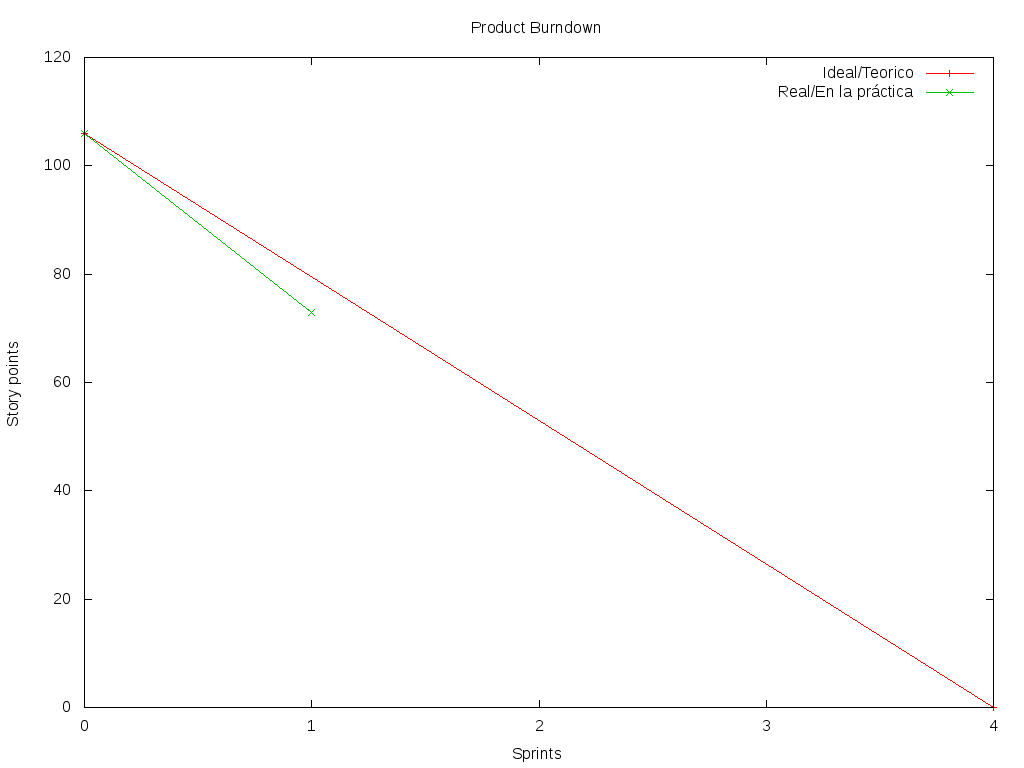 Product Burndown
120
100
80
60
40
20
0
Story points
0
1
2
3
4
Sprints
Ideal/Teorico
Real/En la práctica